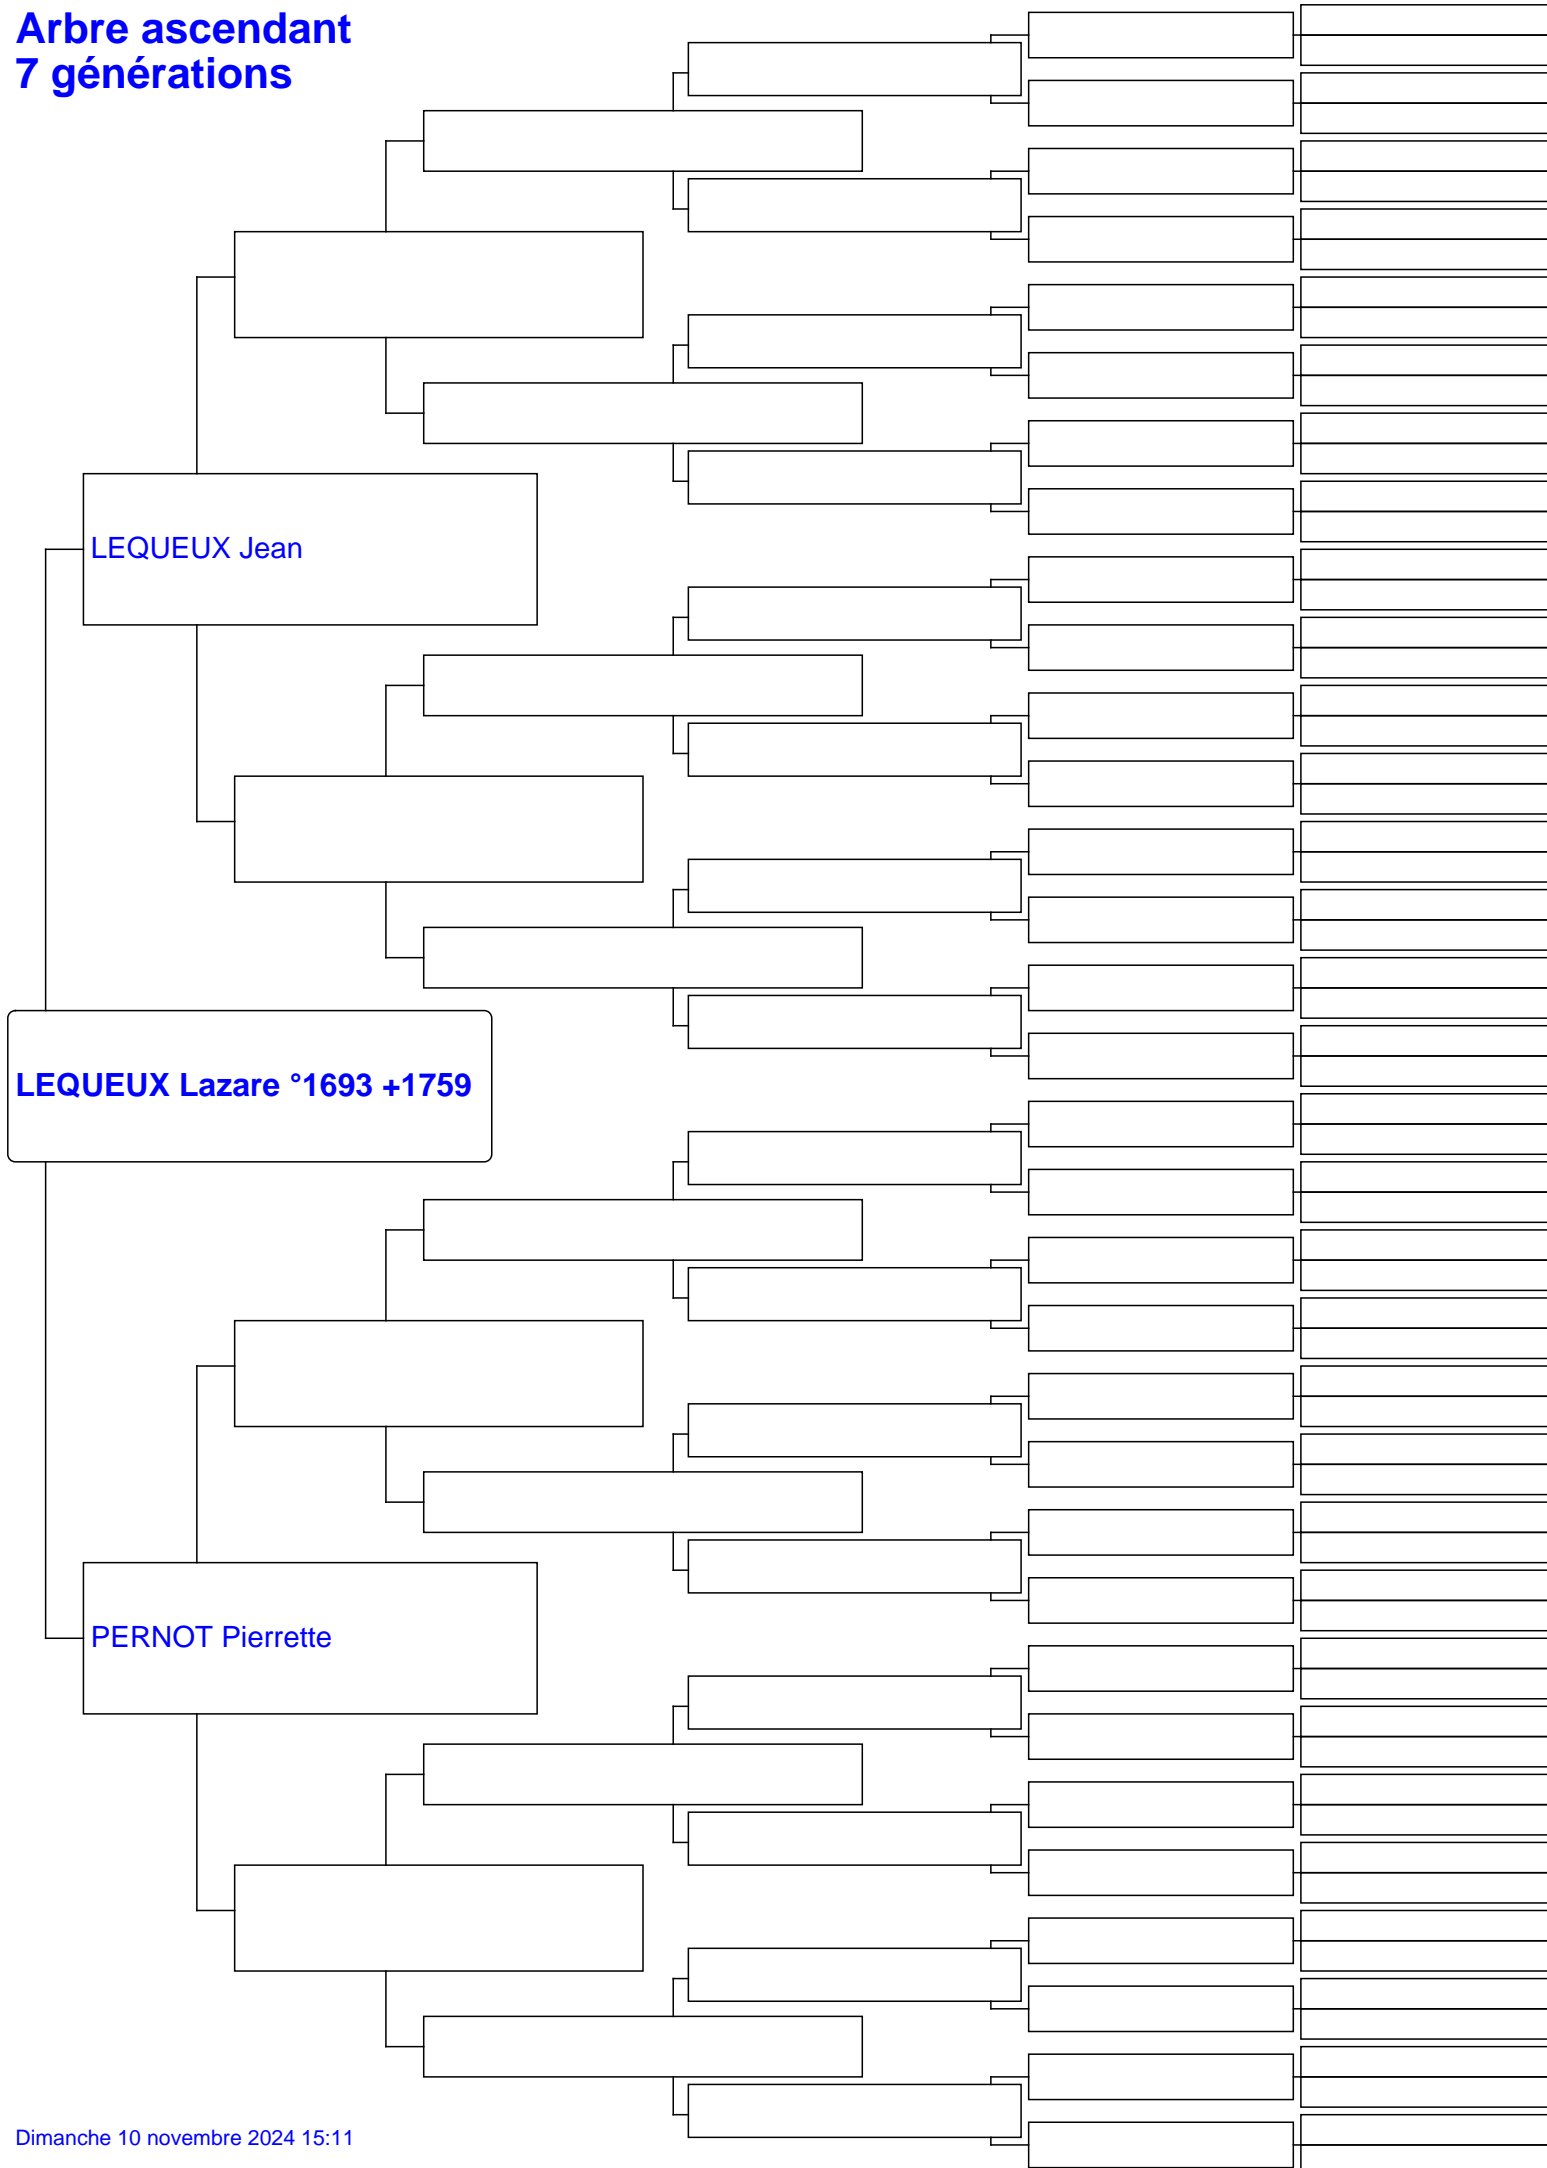 Arbre ascendant
7 générations
LEQUEUX Jean
LEQUEUX Lazare °1693 +1759
PERNOT Pierrette
Dimanche 10 novembre 2024 15:11